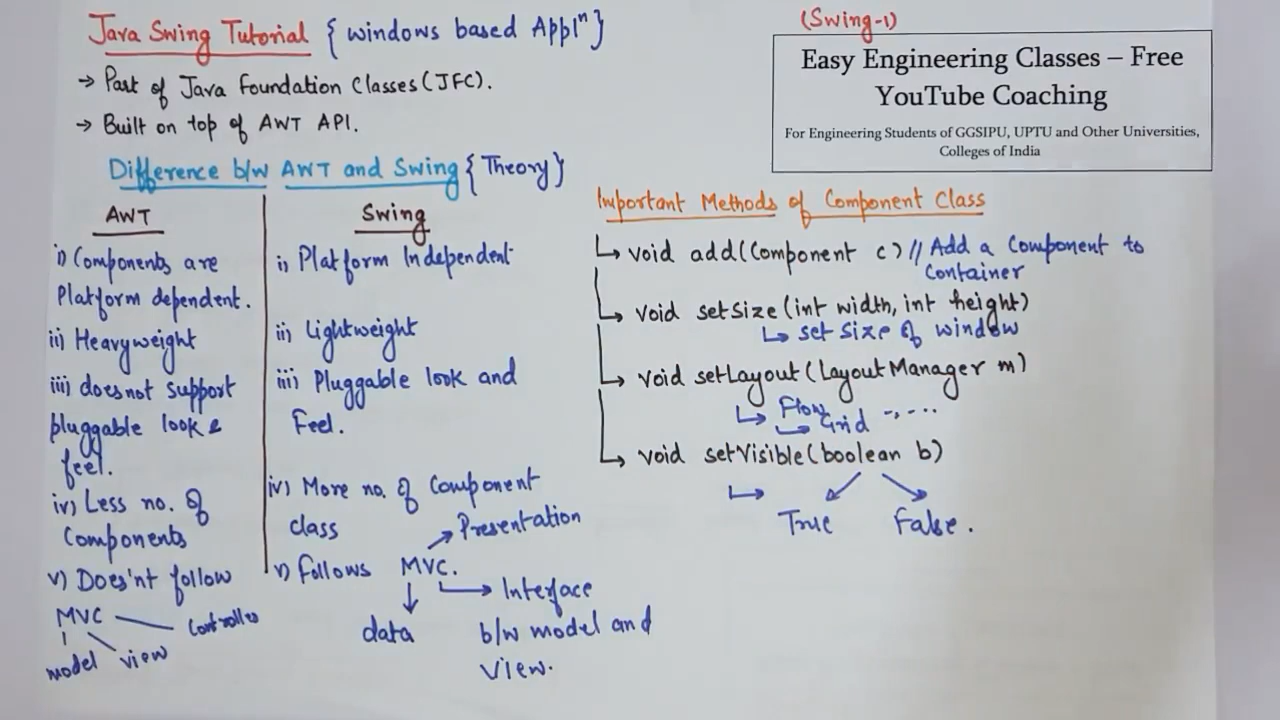 Java Swing Tutorial { windows based Applⁿ }
→ Part of Java Foundation Classes (JFC).
→ Built on top of AWT API.
(Swing-1)
Easy Engineering Classes – Free
YouTube Coaching
For Engineering Students of GGSIPU, UPTU and Other Universities,
Colleges of India
Difference b/w AWT and Swing { Theory }
AWT
i) Components are
Platform dependent.
ii) Heavyweight
iii) doesnot support
pluggable look &
feel.
iv) Less no. of
Components
v) Does'nt follow
MVC
Controller
model
view
Swing
i) Platform Independent
ii) Lightweight
iii) Pluggable look and
Feel.
iv) More no. of Component
class
v) Follows MVC.
Presentation
Interface
b/w model and
view.
data
Important Methods of Component Class
↳ void add(Component c) // Add a Component to
Container
↳ void setSize(int width, int height)
↳ set size of window
↳ void setLayout(LayoutManager m)
↳ Flow
→ Grid -, - ..
↳ void setVisible(boolean b)
↳ True False.